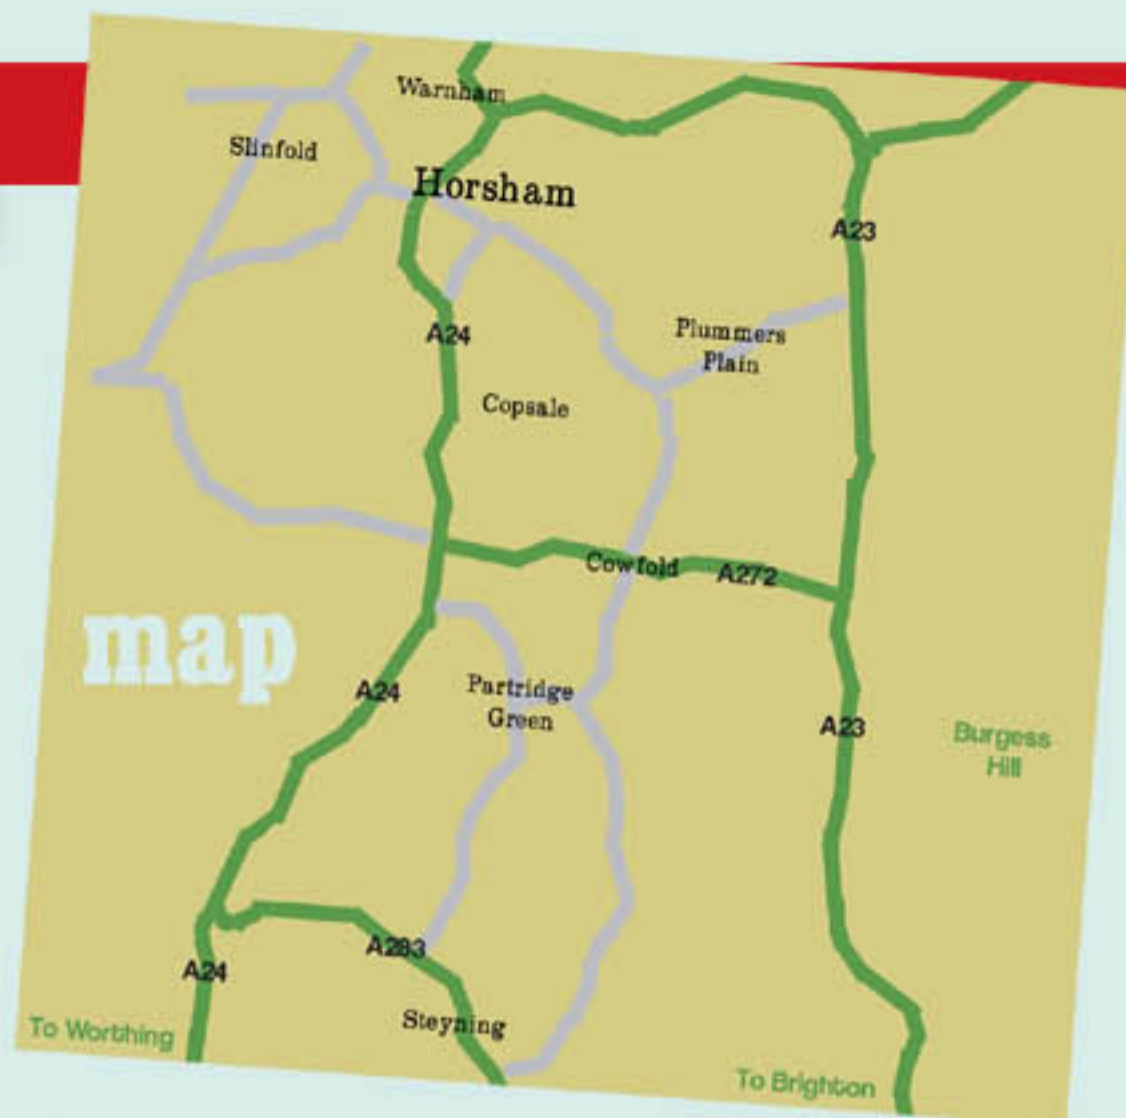 Warnham
Slinfold
Horsham
A23
A24
Plummers
Plain
Copsale
Cowfold
A272
map
A24
Partridge
Green
A23
Burgess
Hill
A283
A24
Steyning
To Worthing
To Brighton